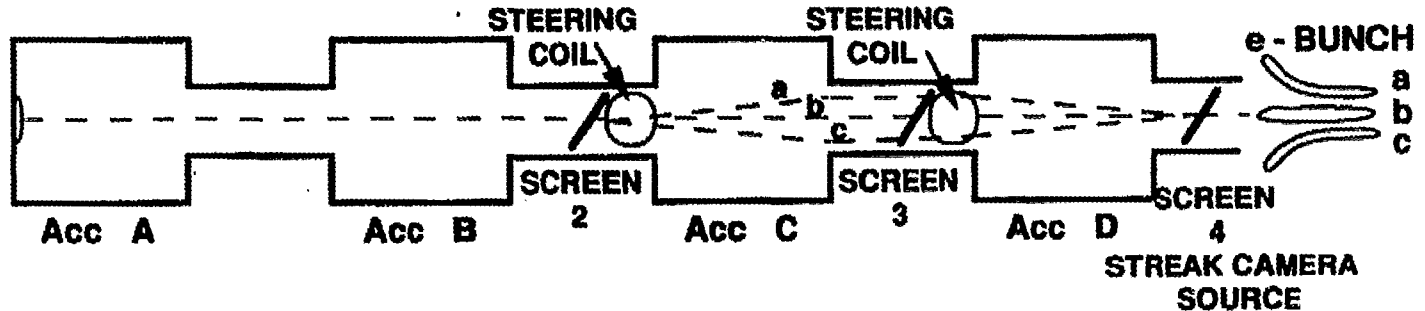 STEERING
COIL
STEERING
COIL
e - BUNCH
a
b
c
a
b
c
SCREEN
2
SCREEN
3
SCREEN
4
Acc A
Acc B
Acc C
Acc D
STREAK CAMERA
SOURCE